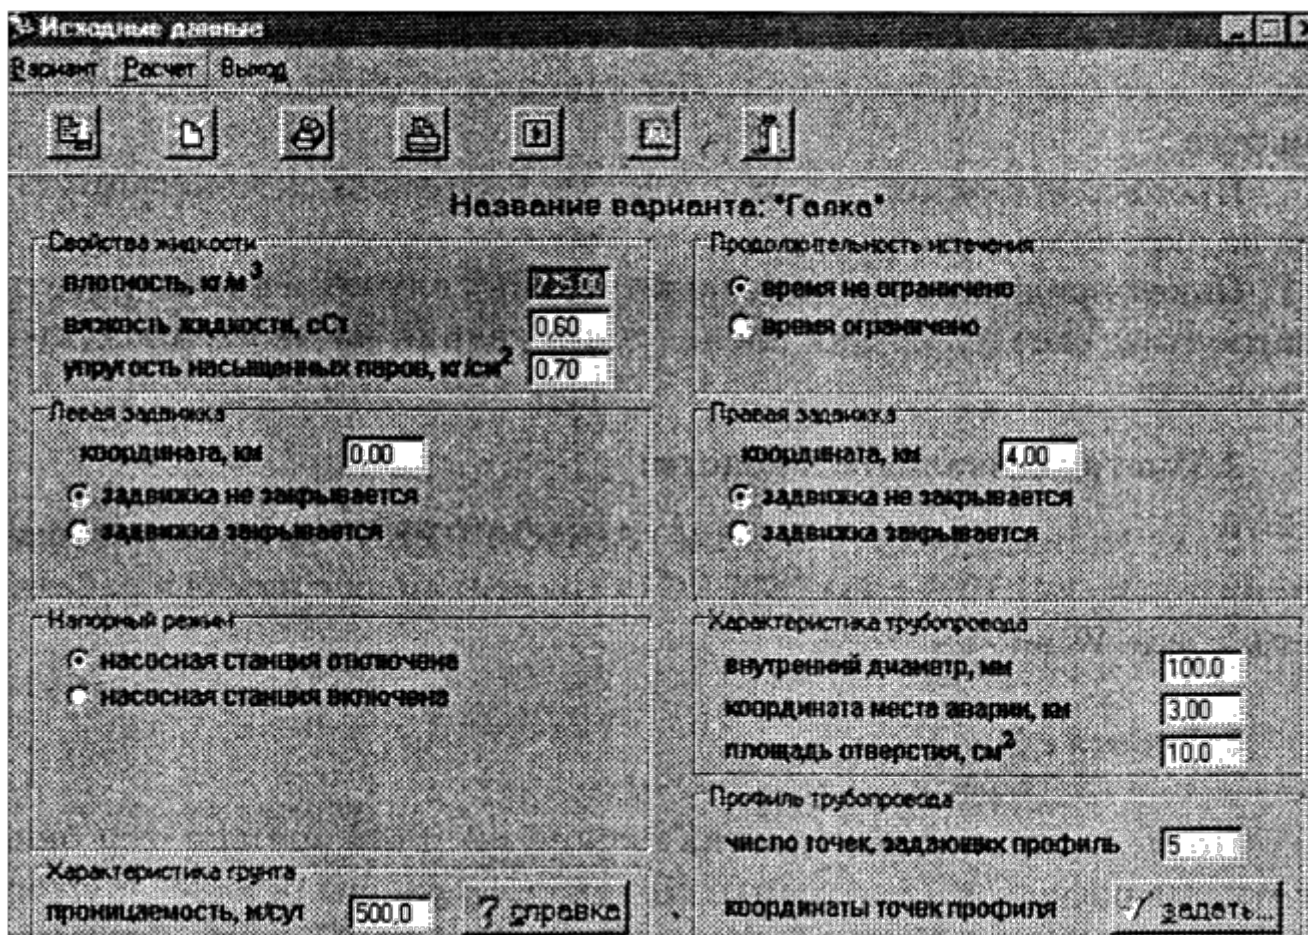 Исходные данные
Вариант Расчет Выход
Название варианта: "Галка"
Свойства жидкости
плотность, кг/м³ 725.00
вязкость жидкости, сСт 0,60
упругость насыщенных паров, кг/см² 0,70
Продолжительность истечения
время не ограничено
время ограничено
Левая задвижка
координата, км 0.00
задвижка не закрывается
задвижка закрывается
Правая задвижка
координата, км 4,00
задвижка не закрывается
задвижка закрывается
Напорный режим
насосная станция отключена
насосная станция включена
Характеристика трубопровода
внутренний диаметр, мм 100,0
координата места аварии, км 3,00
площадь отверстия, см² 10,0
Профиль трубопровода
число точек, задающих профиль 5
координаты точек профиля задать...
Характеристика грунта
проницаемость, м/сут 500,0 ? справка